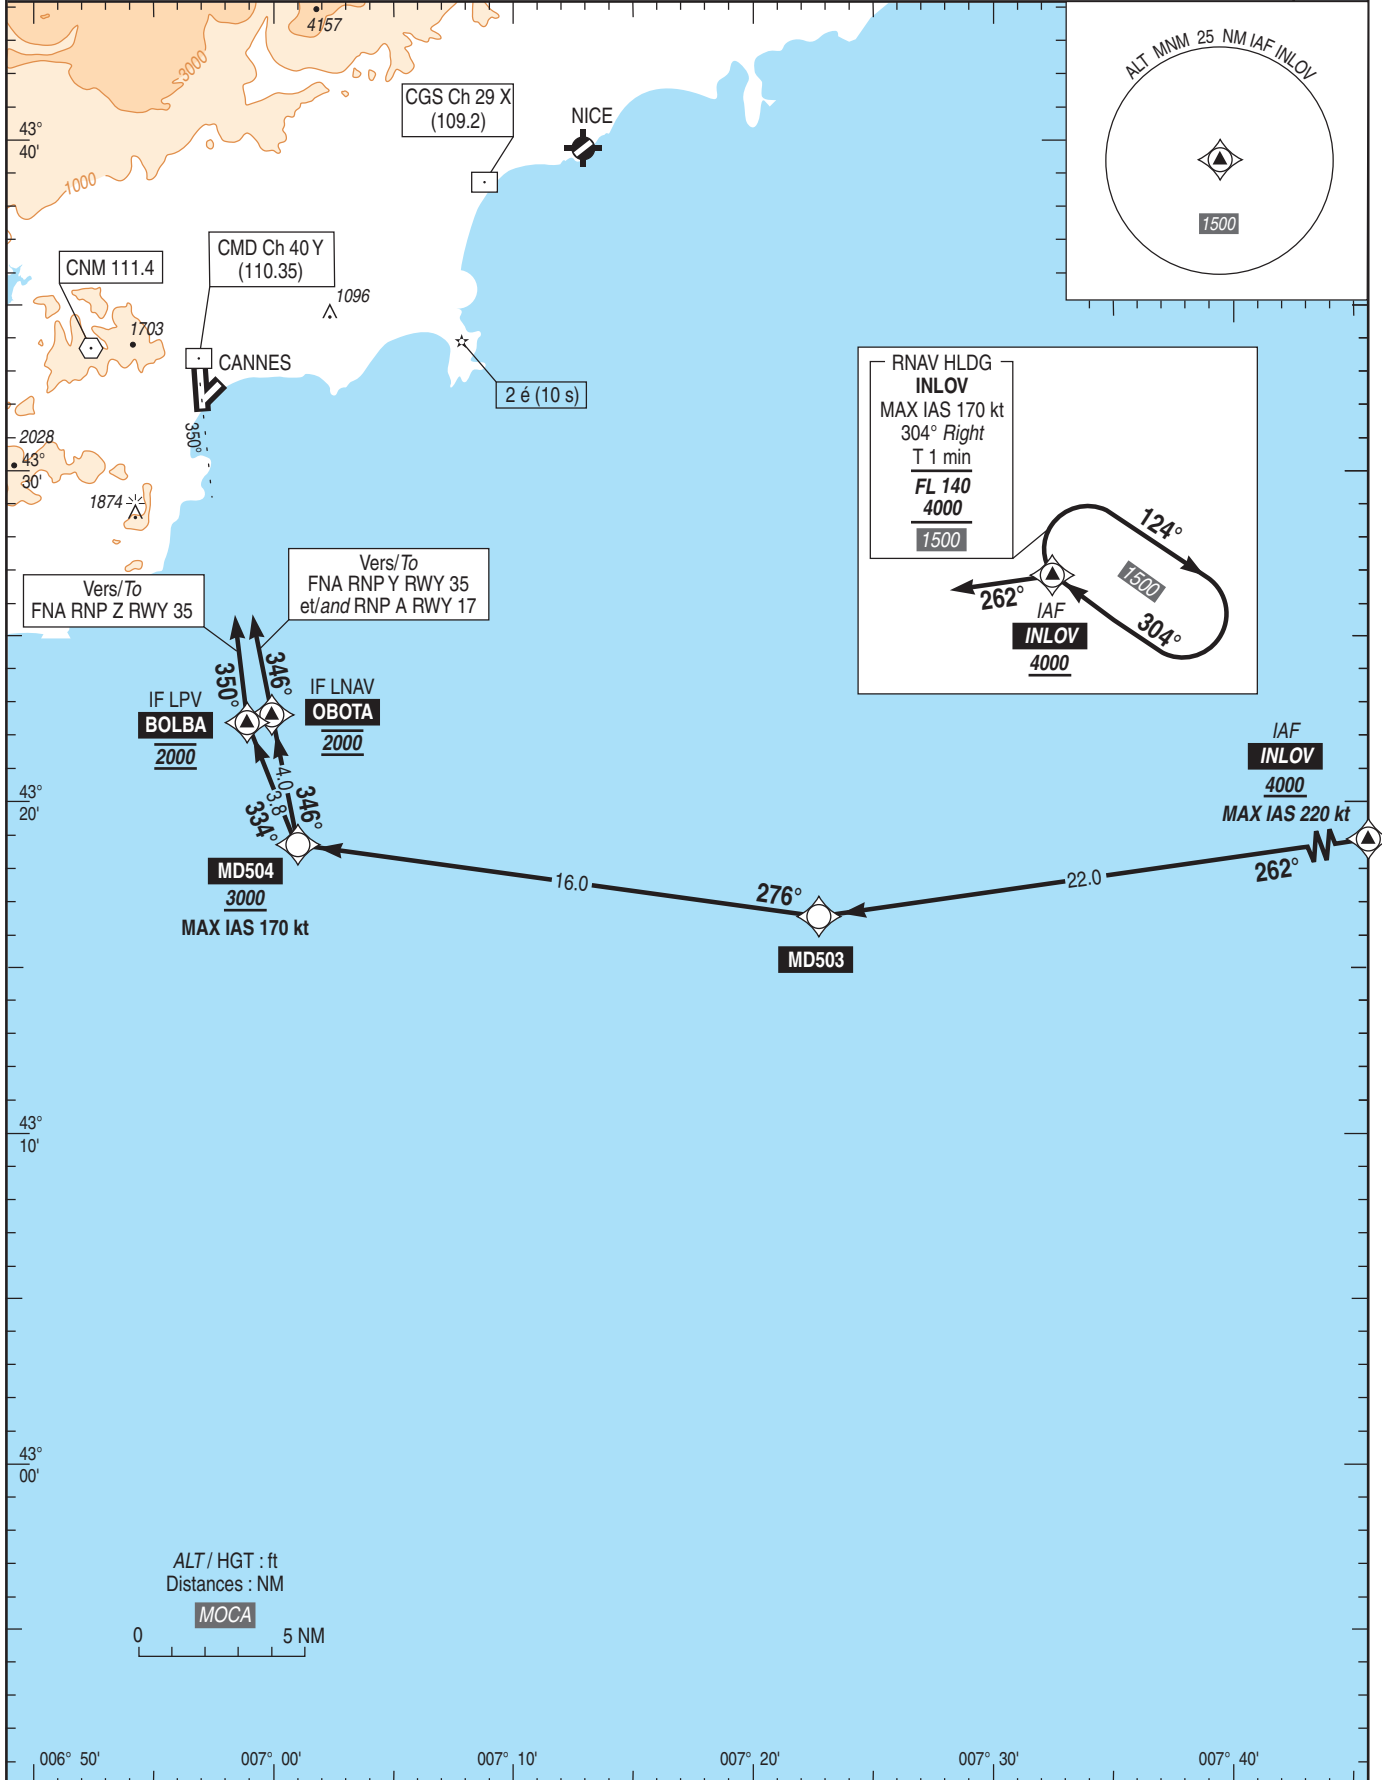 4157
3000
1000
CGS Ch 29 X
(109.2)
NICE
ALT MNM 25 NM IAF INLOV
1500
43°
40'
CNM 111.4
CMD Ch 40 Y
(110.35)
1096
1703
CANNES
2 é (10 s)
350°
2028
43°
30'
1874
RNAV HLDG
INLOV
MAX IAS 170 kt
304° Right
T 1 min
FL 140
4000
1500
124°
1500
304°
262°
IAF
INLOV
4000
Vers/To
FNA RNP Z RWY 35
Vers/To
FNA RNP Y RWY 35
et/and RNP A RWY 17
350°
346°
IF LPV
BOLBA
2000
IF LNAV
OBOTA
2000
4.0
3.8
334°
346°
43°
20'
MD504
3000
MAX IAS 170 kt
16.0
276°
MD503
22.0
262°
IAF
INLOV
4000
MAX IAS 220 kt
43°
10'
43°
00'
ALT / HGT : ft
Distances : NM
MOCA
0 5 NM
006° 50' 007° 00' 007° 10' 007° 20' 007° 30' 007° 40'